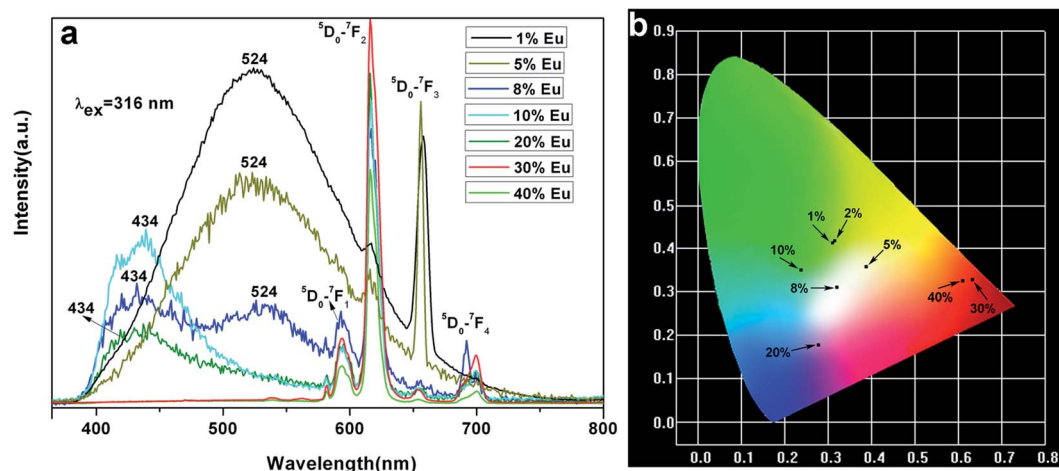 a
λex=316 nm
Intensity(a.u.)
Wavelength(nm)
400 500 600 700 800
524
524
524
434
434
434
⁵D₀-⁷F₁
⁵D₀-⁷F₂
⁵D₀-⁷F₃
⁵D₀-⁷F₄
1% Eu
5% Eu
8% Eu
10% Eu
20% Eu
30% Eu
40% Eu
b
0.9
0.8
0.7
0.6
0.5
0.4
0.3
0.2
0.1
0.0
0.0 0.1 0.2 0.3 0.4 0.5 0.6 0.7 0.8
1%
2%
5%
10%
8%
40%
30%
20%